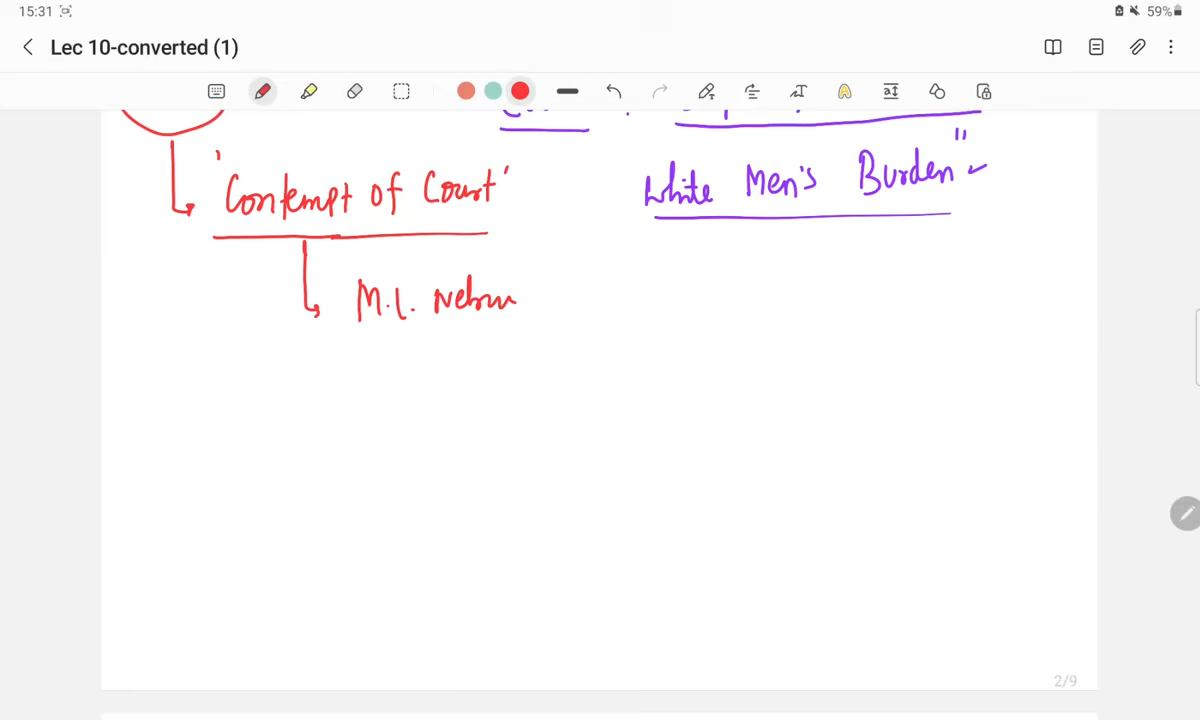 15:31 59%
Lec 10-converted (1)
"
'Contempt of Court' White Men's Burden
M.L. Nehru
2/9